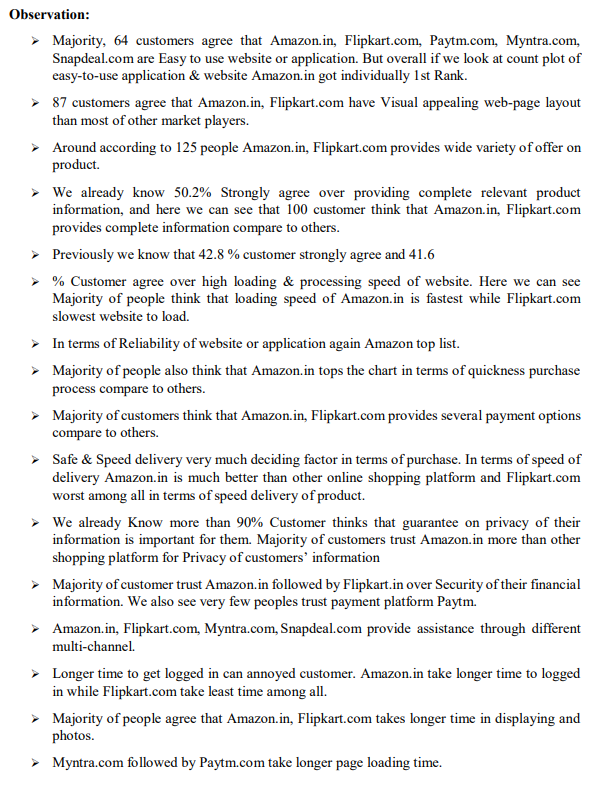 Observation:
➢ Majority, 64 customers agree that Amazon.in, Flipkart.com, Paytm.com, Myntra.com,
Snapdeal.com are Easy to use website or application. But overall if we look at count plot of
easy-to-use application & website Amazon.in got individually 1st Rank.
➢ 87 customers agree that Amazon.in, Flipkart.com have Visual appealing web-page layout
than most of other market players.
➢ Around according to 125 people Amazon.in, Flipkart.com provides wide variety of offer on
product.
➢ We already know 50.2% Strongly agree over providing complete relevant product
information, and here we can see that 100 customer think that Amazon.in, Flipkart.com
provides complete information compare to others.
➢ Previously we know that 42.8 % customer strongly agree and 41.6
➢ % Customer agree over high loading & processing speed of website. Here we can see
Majority of people think that loading speed of Amazon.in is fastest while Flipkart.com
slowest website to load.
➢ In terms of Reliability of website or application again Amazon top list.
➢ Majority of people also think that Amazon.in tops the chart in terms of quickness purchase
process compare to others.
➢ Majority of customers think that Amazon.in, Flipkart.com provides several payment options
compare to others.
➢ Safe & Speed delivery very much deciding factor in terms of purchase. In terms of speed of
delivery Amazon.in is much better than other online shopping platform and Flipkart.com
worst among all in terms of speed delivery of product.
➢ We already Know more than 90% Customer thinks that guarantee on privacy of their
information is important for them. Majority of customers trust Amazon.in more than other
shopping platform for Privacy of customers’ information
➢ Majority of customer trust Amazon.in followed by Flipkart.in over Security of their financial
information. We also see very few peoples trust payment platform Paytm.
➢ Amazon.in, Flipkart.com, Myntra.com, Snapdeal.com provide assistance through different
multi-channel.
➢ Longer time to get logged in can annoyed customer. Amazon.in take longer time to logged
in while Flipkart.com take least time among all.
➢ Majority of people agree that Amazon.in, Flipkart.com takes longer time in displaying and
photos.
➢ Myntra.com followed by Paytm.com take longer page loading time.